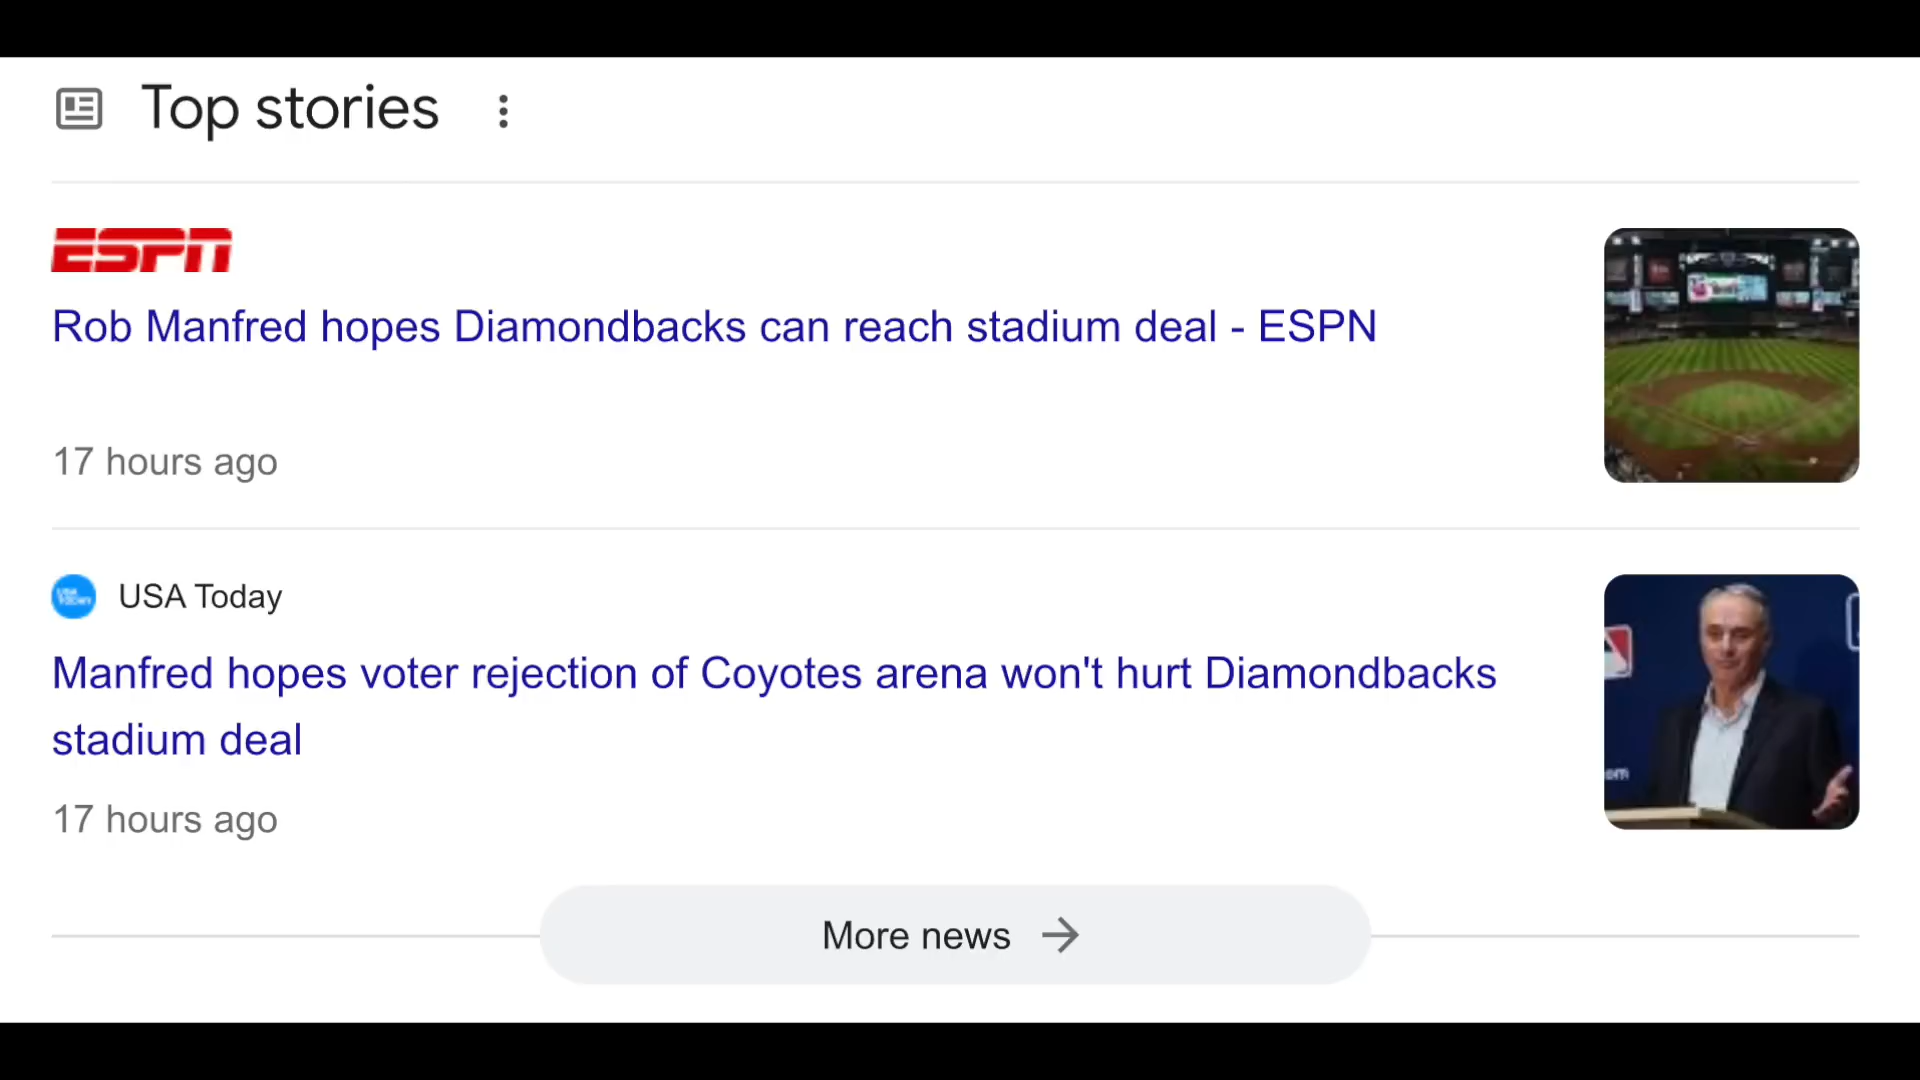 Top stories
ESPN
Rob Manfred hopes Diamondbacks can reach stadium deal - ESPN
17 hours ago
USA Today
Manfred hopes voter rejection of Coyotes arena won't hurt Diamondbacks
stadium deal
17 hours ago
More news